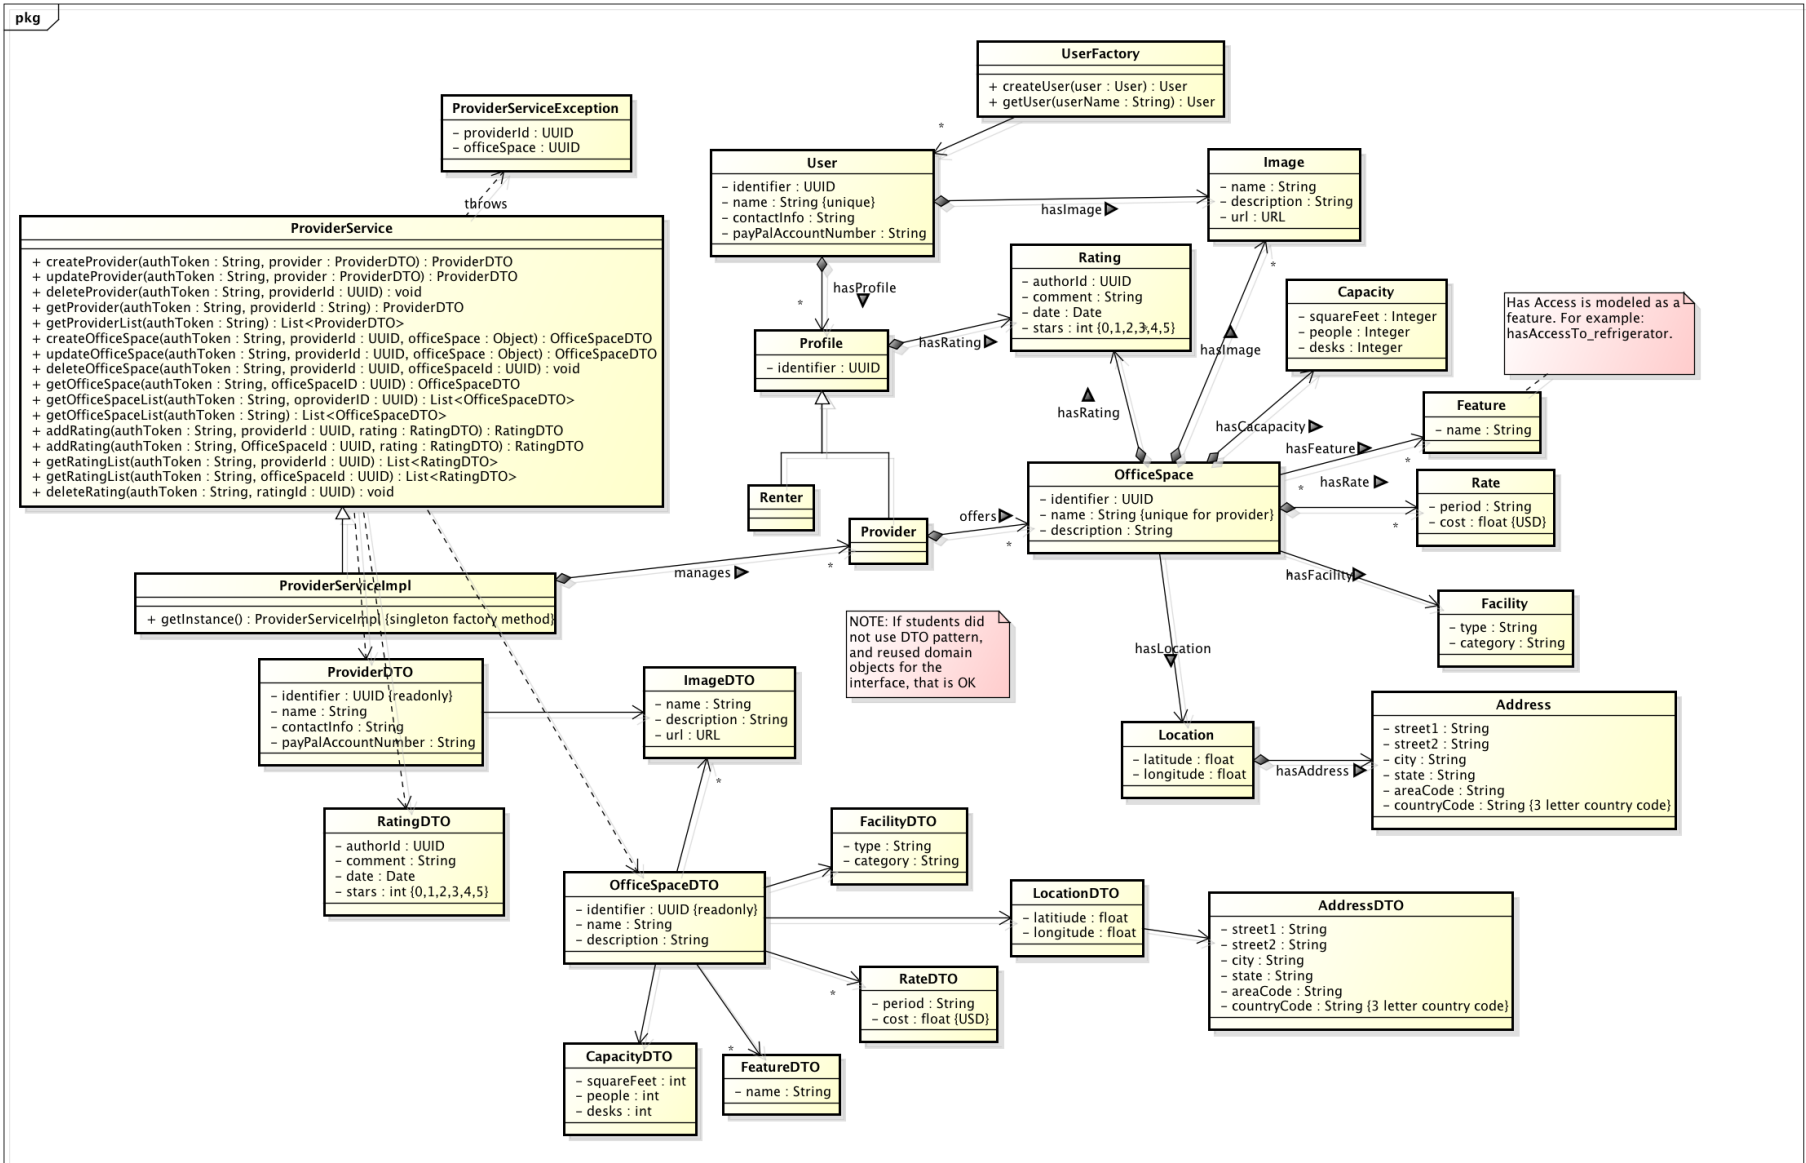 pkg
UserFactory
+ createUser(user : User) : User
+ getUser(userName : String) : User
*
ProviderServiceException
- providerId : UUID
- officeSpace : UUID
throws
User
- identifier : UUID
- name : String {unique}
- contactInfo : String
- payPalAccountNumber : String
hasImage
Image
- name : String
- description : String
- url : URL
*
ProviderService
+ createProvider(authToken : String, provider : ProviderDTO) : ProviderDTO
+ updateProvider(authToken : String, provider : ProviderDTO) : ProviderDTO
+ deleteProvider(authToken : String, providerId : UUID) : void
+ getProvider(authToken : String, providerId : String) : ProviderDTO
+ getProviderList(authToken : String) : List<ProviderDTO>
+ createOfficeSpace(authToken : String, providerId : UUID, officeSpace : Object) : OfficeSpaceDTO
+ updateOfficeSpace(authToken : String, providerId : UUID, officeSpace : Object) : OfficeSpaceDTO
+ deleteOfficeSpace(authToken : String, providerId : UUID, officeSpaceId : UUID) : void
+ getOfficeSpace(authToken : String, officeSpaceID : UUID) : OfficeSpaceDTO
+ getOfficeSpaceList(authToken : String, oproviderID : UUID) : List<OfficeSpaceDTO>
+ getOfficeSpaceList(authToken : String) : List<OfficeSpaceDTO>
+ addRating(authToken : String, providerId : UUID, rating : RatingDTO) : RatingDTO
+ addRating(authToken : String, OfficeSpaceId : UUID, rating : RatingDTO) : RatingDTO
+ getRatingList(authToken : String, providerId : UUID) : List<RatingDTO>
+ getRatingList(authToken : String, officeSpaceId : UUID) : List<RatingDTO>
+ deleteRating(authToken : String, ratingId : UUID) : void
hasProfile
*
Rating
- authorId : UUID
- comment : String
- date : Date
- stars : int {0,1,2,3,4,5}
*
Profile
- identifier : UUID
hasRating
hasImage
hasRating
Capacity
- squareFeet : Integer
- people : Integer
- desks : Integer
Has Access is modeled as a
feature. For example:
hasAccessTo_refrigerator.
hasCacapacity
Feature
- name : String
hasFeature
*
*
Renter
Provider
offers
*
OfficeSpace
- identifier : UUID
- name : String {unique for provider}
- description : String
hasRate
*
Rate
- period : String
- cost : float {USD}
ProviderServiceImpl
+ getInstance() : ProviderServiceImpl {singleton factory method}
manages
*
hasFacility
*
Facility
- type : String
- category : String
NOTE: If students did
not use DTO pattern,
and reused domain
objects for the
interface, that is OK
hasLocation
Location
- latitude : float
- longitude : float
hasAddress
Address
- street1 : String
- street2 : String
- city : String
- state : String
- areaCode : String
- countryCode : String {3 letter country code}
ProviderDTO
- identifier : UUID {readonly}
- name : String
- contactInfo : String
- payPalAccountNumber : String
ImageDTO
- name : String
- description : String
- url : URL
*
RatingDTO
- authorId : UUID
- comment : String
- date : Date
- stars : int {0,1,2,3,4,5}
FacilityDTO
- type : String
- category : String
OfficeSpaceDTO
- identifier : UUID {readonly}
- name : String
- description : String
LocationDTO
- latitiude : float
- longitude : float
AddressDTO
- street1 : String
- street2 : String
- city : String
- state : String
- areaCode : String
- countryCode : String {3 letter country code}
RateDTO
- period : String
- cost : float {USD}
*
CapacityDTO
- squareFeet : int
- people : int
- desks : int
*
FeatureDTO
- name : String